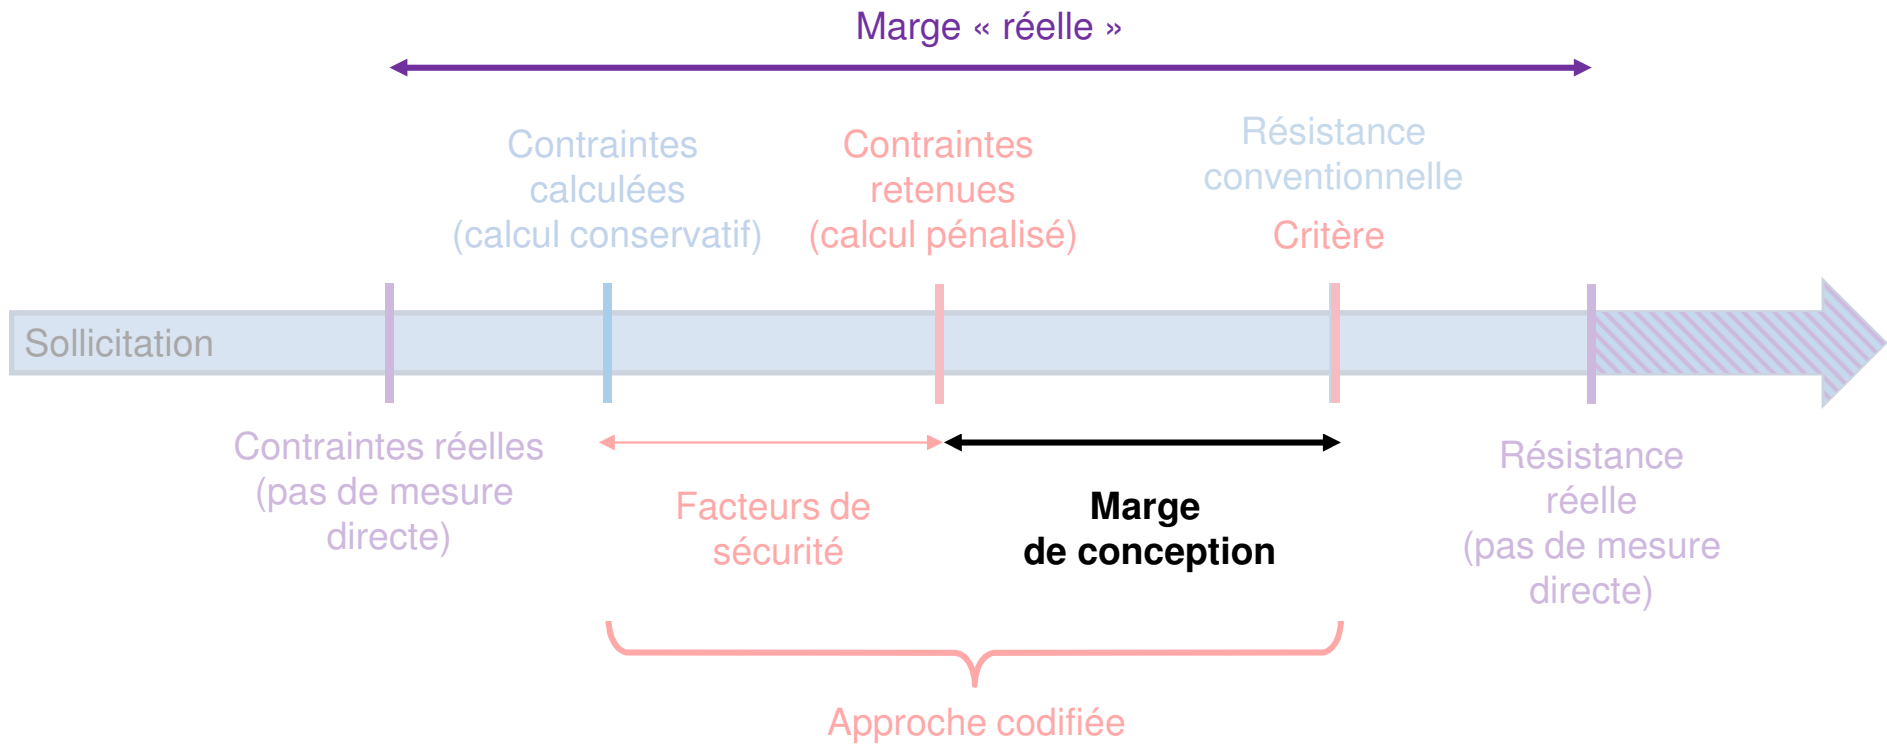 Marge « réelle »
Contraintes
calculées
(calcul conservatif)
Contraintes
retenues
(calcul pénalisé)
Résistance
conventionnelle
Critère
Sollicitation
Contraintes réelles
(pas de mesure
directe)
Facteurs de
sécurité
Marge
de conception
Résistance
réelle
(pas de mesure
directe)
Approche codifiée